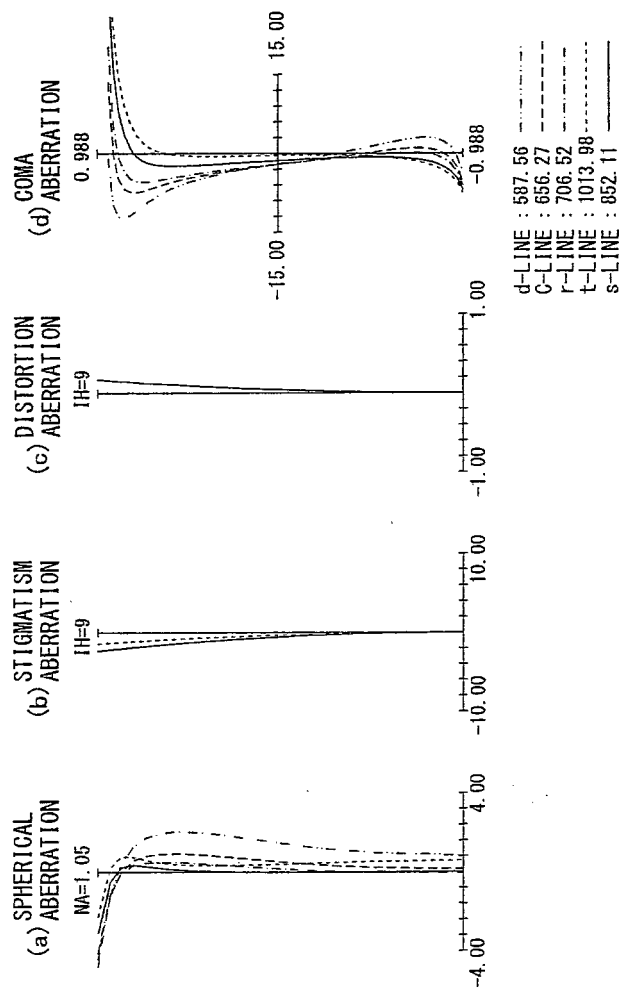 (a) SPHERICAL
ABERRATION
NA=1.05
-4.00
4.00
(b) STIGMATISM
ABERRATION
IH=9
-10.00
10.00
(c) DISTORTION
ABERRATION
IH=9
-1.00
1.00
(d) COMA
ABERRATION
0.988
-15.00
15.00
-0.988
d-LINE : 587.56
C-LINE : 656.27
r-LINE : 706.52
t-LINE : 1013.98
s-LINE : 852.11